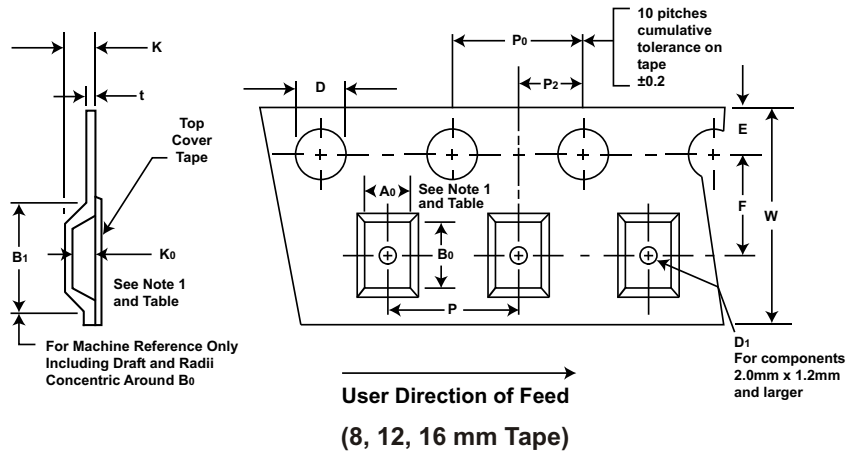 K
t
Top
Cover
Tape
B1
K0
See Note 1
and Table
For Machine Reference Only
Including Draft and Radii
Concentric Around B0
10 pitches
cumulative
tolerance on
tape
±0.2
P0
P2
D
E
A0
See Note 1
and Table
F
W
B0
P
D1
For components
2.0mm x 1.2mm
and larger
User Direction of Feed
(8, 12, 16 mm Tape)